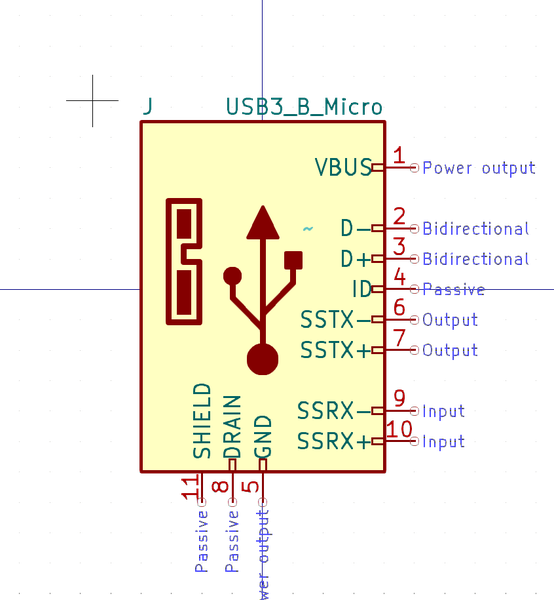 J USB3_B_Micro
VBUS 1 Power output
D- 2 Bidirectional
D+ 3 Bidirectional
ID 4 Passive
SSTX- 6 Output
SSTX+ 7 Output
SSRX- 9 Input
SSRX+ 10 Input
SHIELD 11 Passive
DRAIN 8 Passive
GND 5 wer output
~